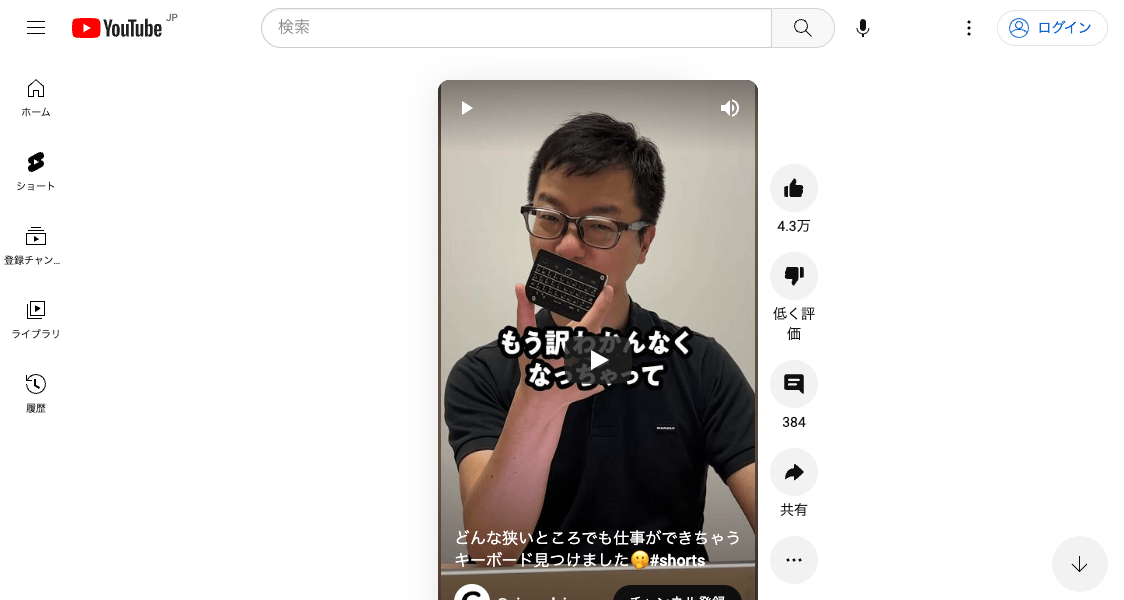 YouTube JP
検索
ログイン
ホーム
ショート
登録チャン...
ライブラリ
履歴
もう訳わかんなく
なっちゃって
どんな狭いところでも仕事ができちゃう
キーボード見つけました🤫#shorts
チャンネル登録
4.3万
低く評
価
384
共有